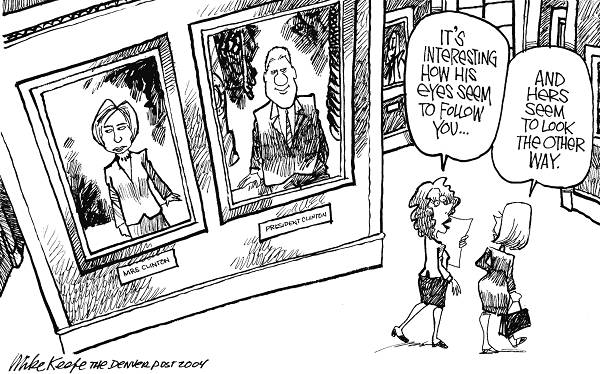 IT'S
INTERESTING
HOW HIS
EYES SEEM
TO FOLLOW
YOU...
AND
HERS
SEEM
TO LOOK
THE OTHER
WAY.
MRS CLINTON
PRESIDENT CLINTON
Mike Keefe THE DENVER POST 2004